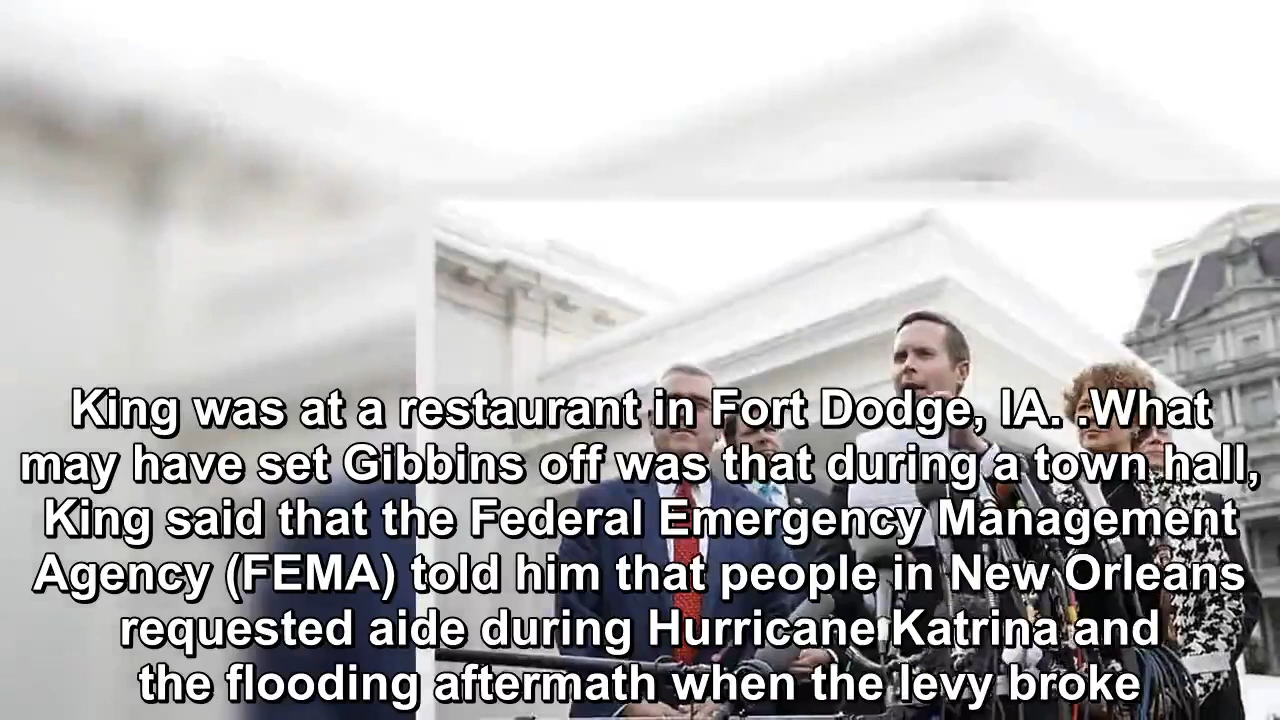 King was at a restaurant in Fort Dodge, IA. .What
may have set Gibbins off was that during a town hall,
King said that the Federal Emergency Management
Agency (FEMA) told him that people in New Orleans
requested aide during Hurricane Katrina and
the flooding aftermath when the levy broke